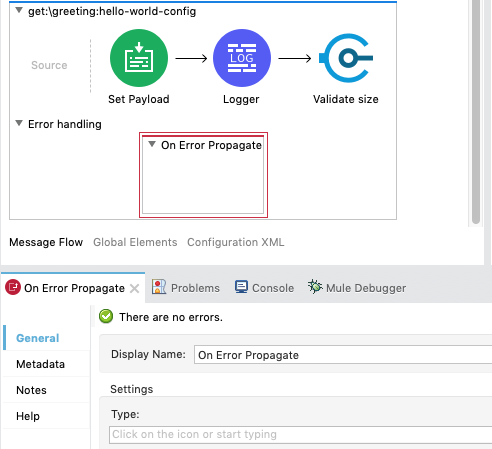 get:\greeting:hello-world-config
Source
LOG
Set Payload
Logger
Validate size
Error handling
On Error Propagate
Message Flow Global Elements Configuration XML
On Error Propagate Problems Console Mule Debugger
There are no errors.
General
Metadata
Notes
Help
Display Name: On Error Propagate
Settings
Type:
Click on the icon or start typing